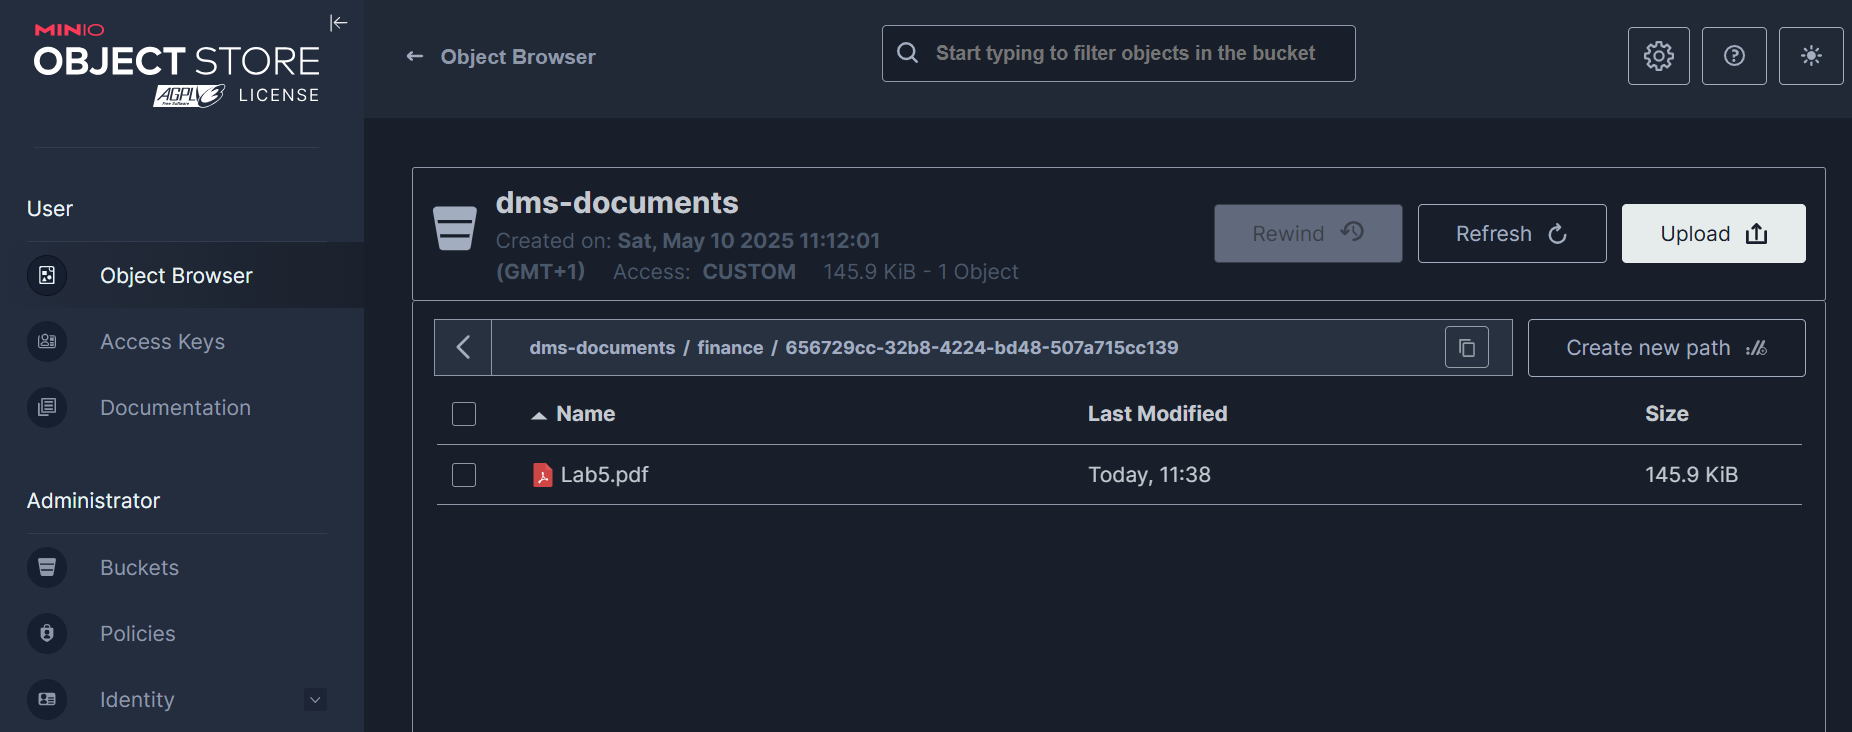 MINIO
OBJECT STORE
AGPLv3 LICENSE
Free Software
User
Object Browser
Access Keys
Documentation
Administrator
Buckets
Policies
Identity
Object Browser
Start typing to filter objects in the bucket
dms-documents
Created on: Sat, May 10 2025 11:12:01
(GMT+1) Access: CUSTOM 145.9 KiB - 1 Object
Rewind Refresh Upload
dms-documents / finance / 656729cc-32b8-4224-bd48-507a715cc139
Create new path
Name Last Modified Size
Lab5.pdf Today, 11:38 145.9 KiB